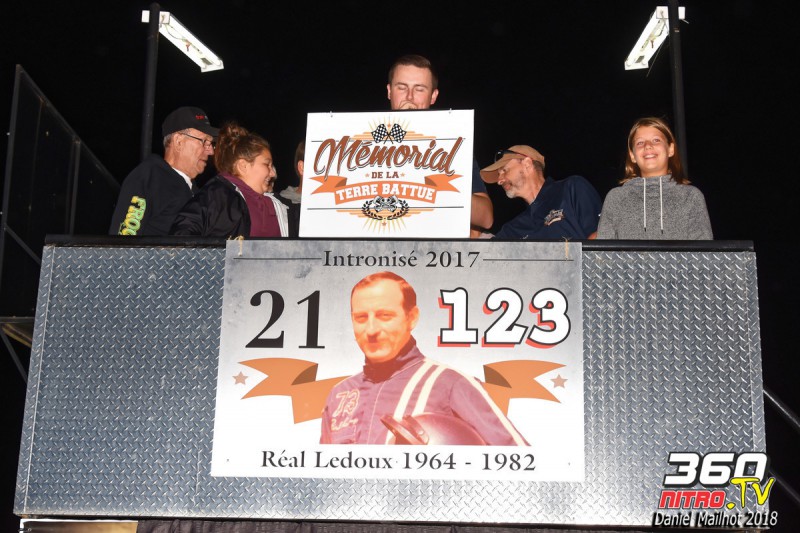 Mémorial
DE LA
TERRE BATTUE
FROG
Intronisé 2017
21
123
Réal Ledoux 1964 - 1982
360
NITRO.TV
Daniel Mailhot 2018